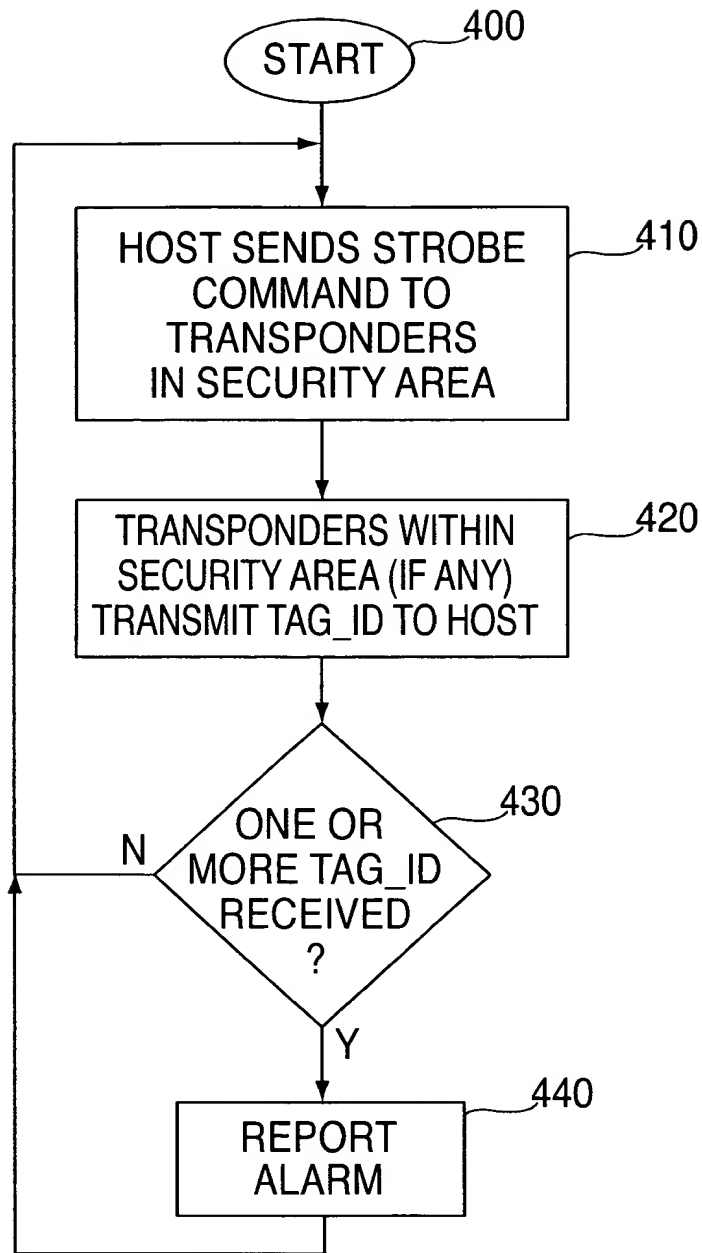 400
START
410
HOST SENDS STROBE
COMMAND TO
TRANSPONDERS
IN SECURITY AREA
420
TRANSPONDERS WITHIN
SECURITY AREA (IF ANY)
TRANSMIT TAG_ID TO HOST
430
ONE OR
MORE TAG_ID
RECEIVED
?
N
Y
440
REPORT
ALARM